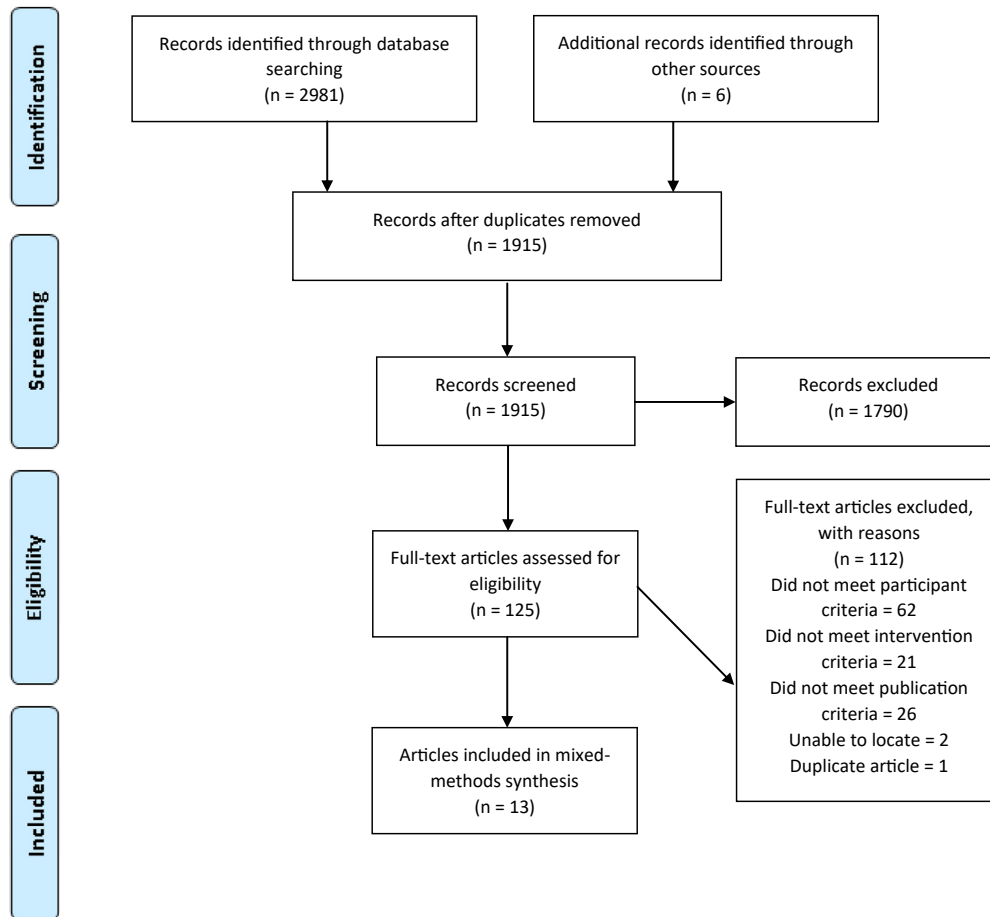 Identification
Records identified through database
searching
(n = 2981)
Additional records identified through
other sources
(n = 6)
Records after duplicates removed
(n = 1915)
Screening
Records screened
(n = 1915)
Records excluded
(n = 1790)
Eligibility
Full-text articles assessed for
eligibility
(n = 125)
Full-text articles excluded,
with reasons
(n = 112)
Did not meet participant
criteria = 62
Did not meet intervention
criteria = 21
Did not meet publication
criteria = 26
Unable to locate = 2
Duplicate article = 1
Included
Articles included in mixed-
methods synthesis
(n = 13)